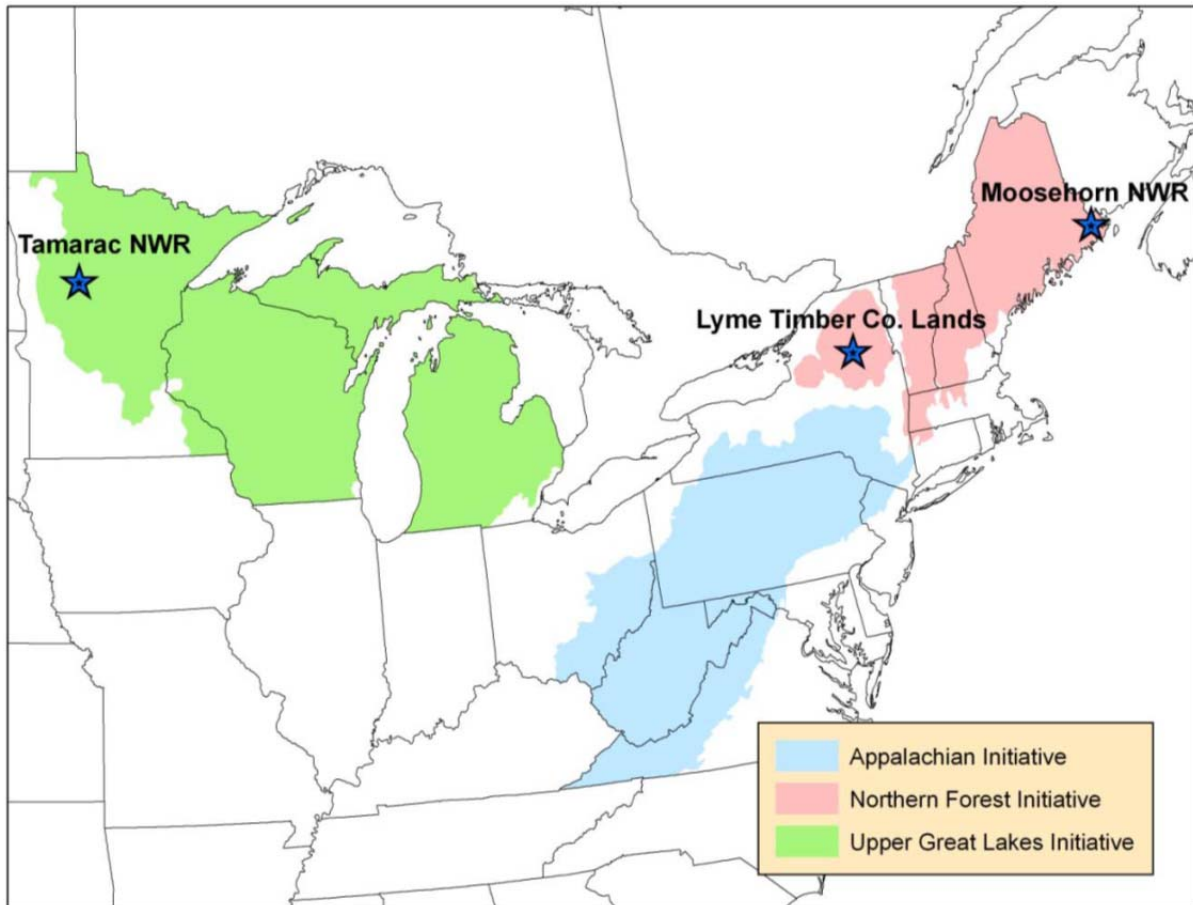 Moosehorn NWR
Tamarac NWR
Lyme Timber Co. Lands
Appalachian Initiative
Northern Forest Initiative
Upper Great Lakes Initiative